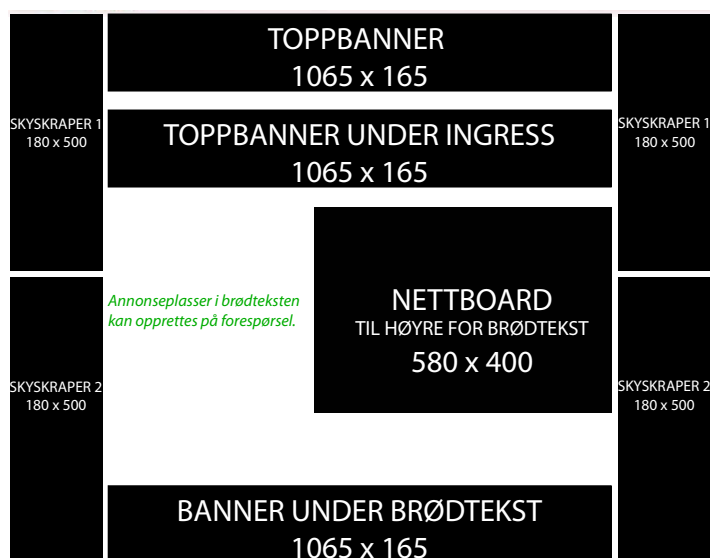 TOPPBANNER
1065 x 165
SKYSKRAPER 1
180 x 500
TOPPBANNER UNDER INGRESS
1065 x 165
SKYSKRAPER 1
180 x 500
Annonseplasser i brødteksten
kan opprettes på forespørsel.
NETTBOARD
TIL HØYRE FOR BRØDTEKST
580 x 400
SKYSKRAPER 2
180 x 500
SKYSKRAPER 2
180 x 500
BANNER UNDER BRØDTEKST
1065 x 165